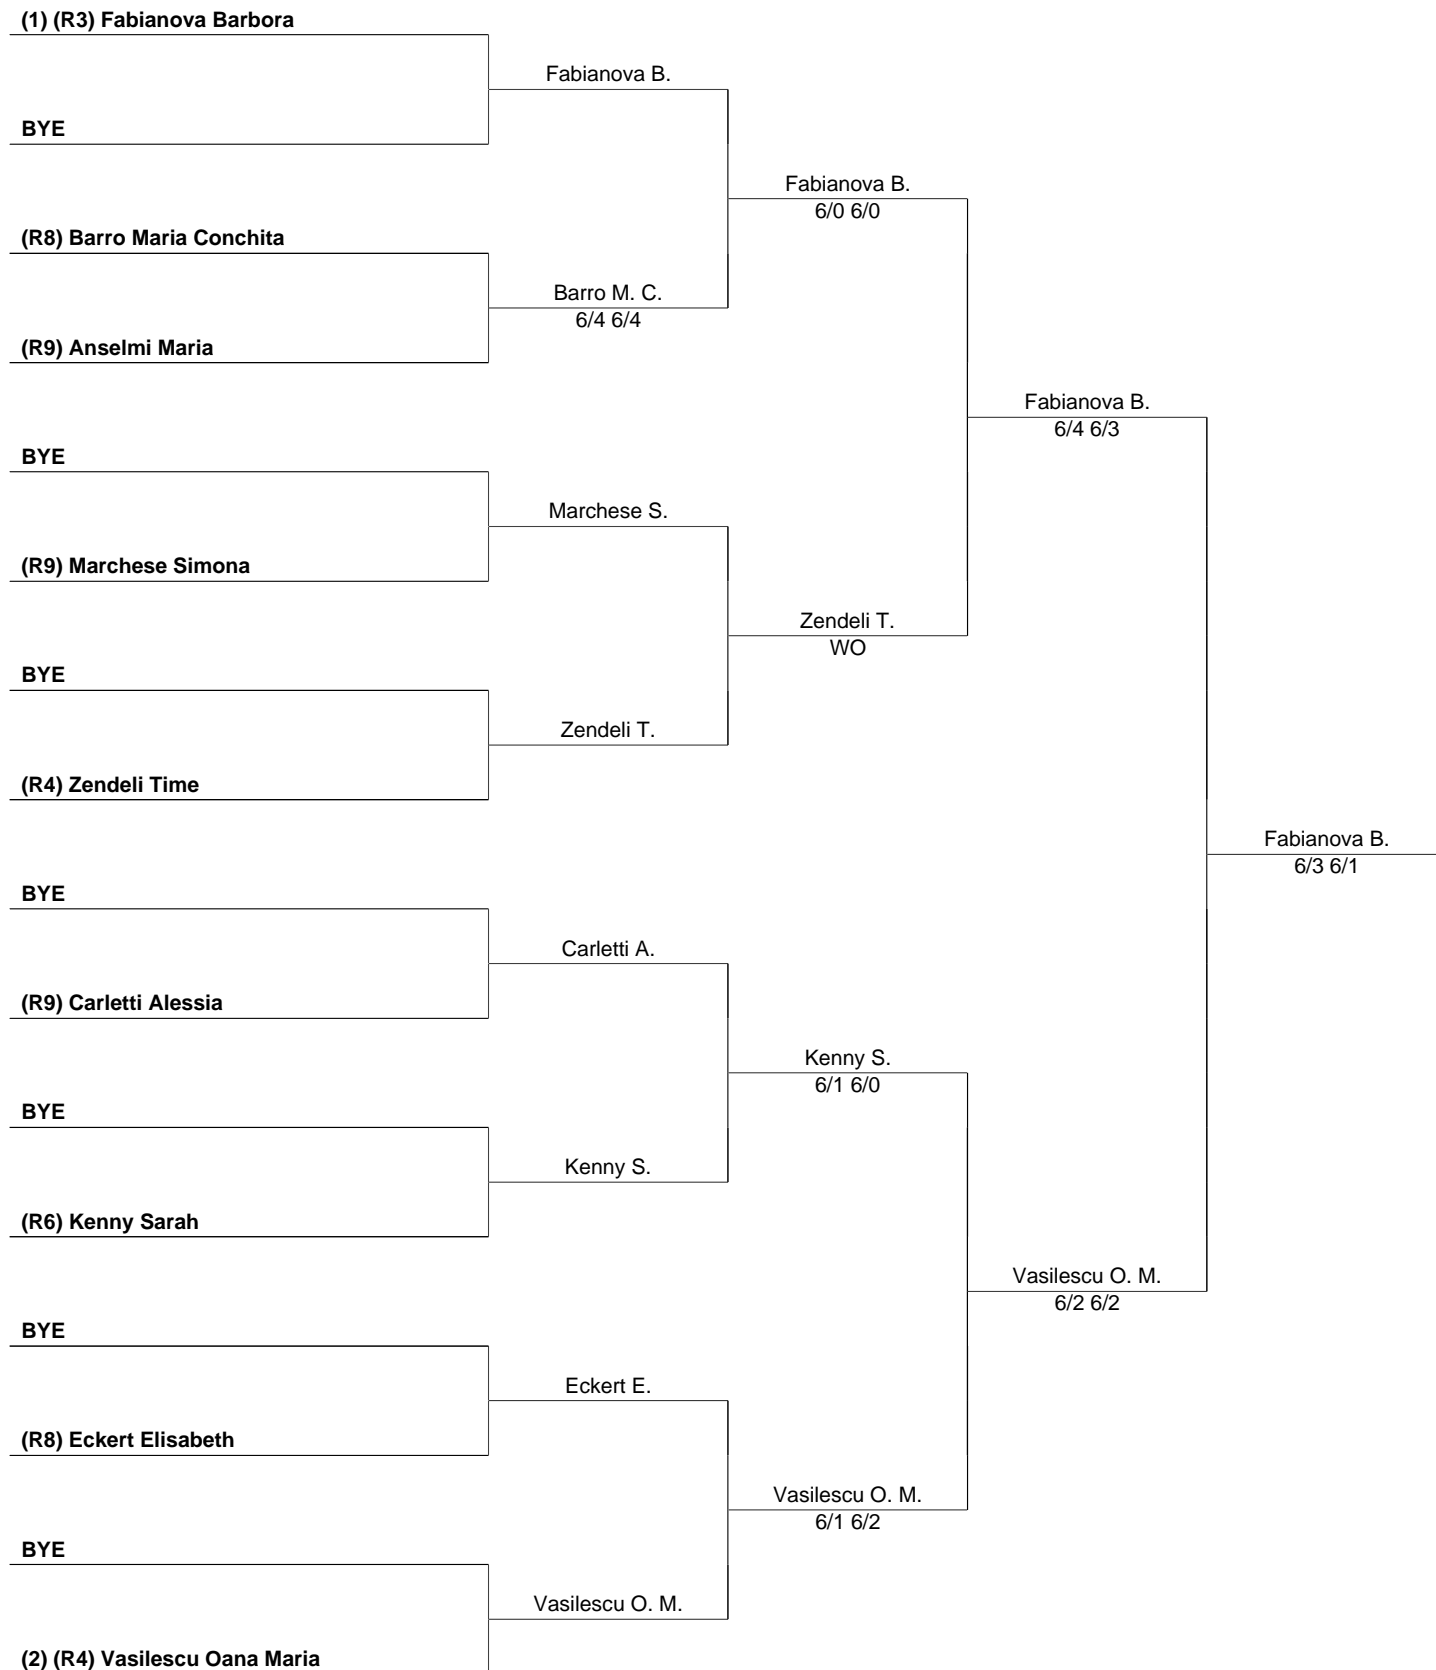 (1) (R3) Fabianova Barbora
Fabianova B.
BYE
Fabianova B.
6/0 6/0
(R8) Barro Maria Conchita
Barro M. C.
6/4 6/4
(R9) Anselmi Maria
Fabianova B.
6/4 6/3
BYE
Marchese S.
(R9) Marchese Simona
Zendeli T.
WO
BYE
Zendeli T.
(R4) Zendeli Time
Fabianova B.
6/3 6/1
BYE
Carletti A.
(R9) Carletti Alessia
Kenny S.
6/1 6/0
BYE
Kenny S.
(R6) Kenny Sarah
Vasilescu O. M.
6/2 6/2
BYE
Eckert E.
(R8) Eckert Elisabeth
Vasilescu O. M.
6/1 6/2
BYE
Vasilescu O. M.
(2) (R4) Vasilescu Oana Maria